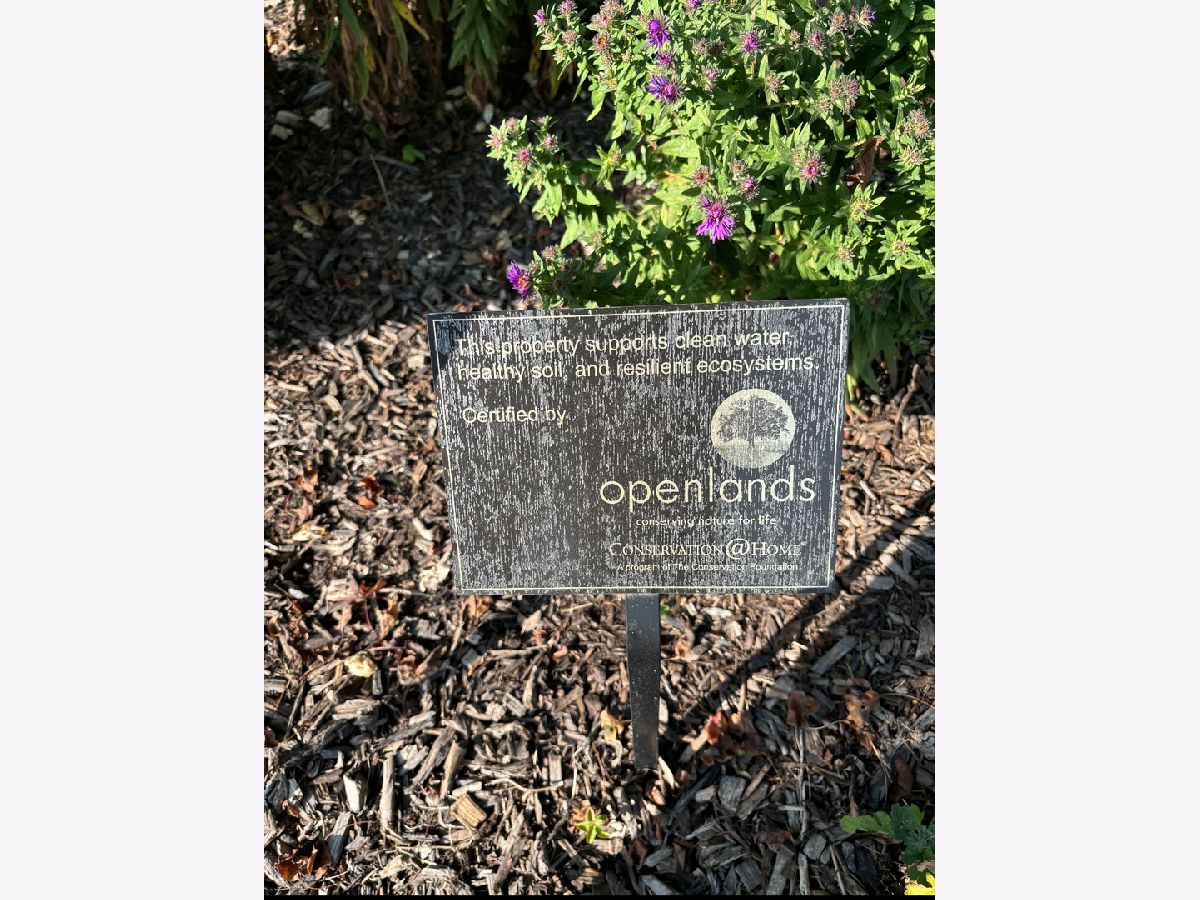 This property supports clean water,
healthy soil, and resilient ecosystems.
Certified by
openlands
conserving nature for life
CONSERVATION@HOME™
A program of The Conservation Foundation